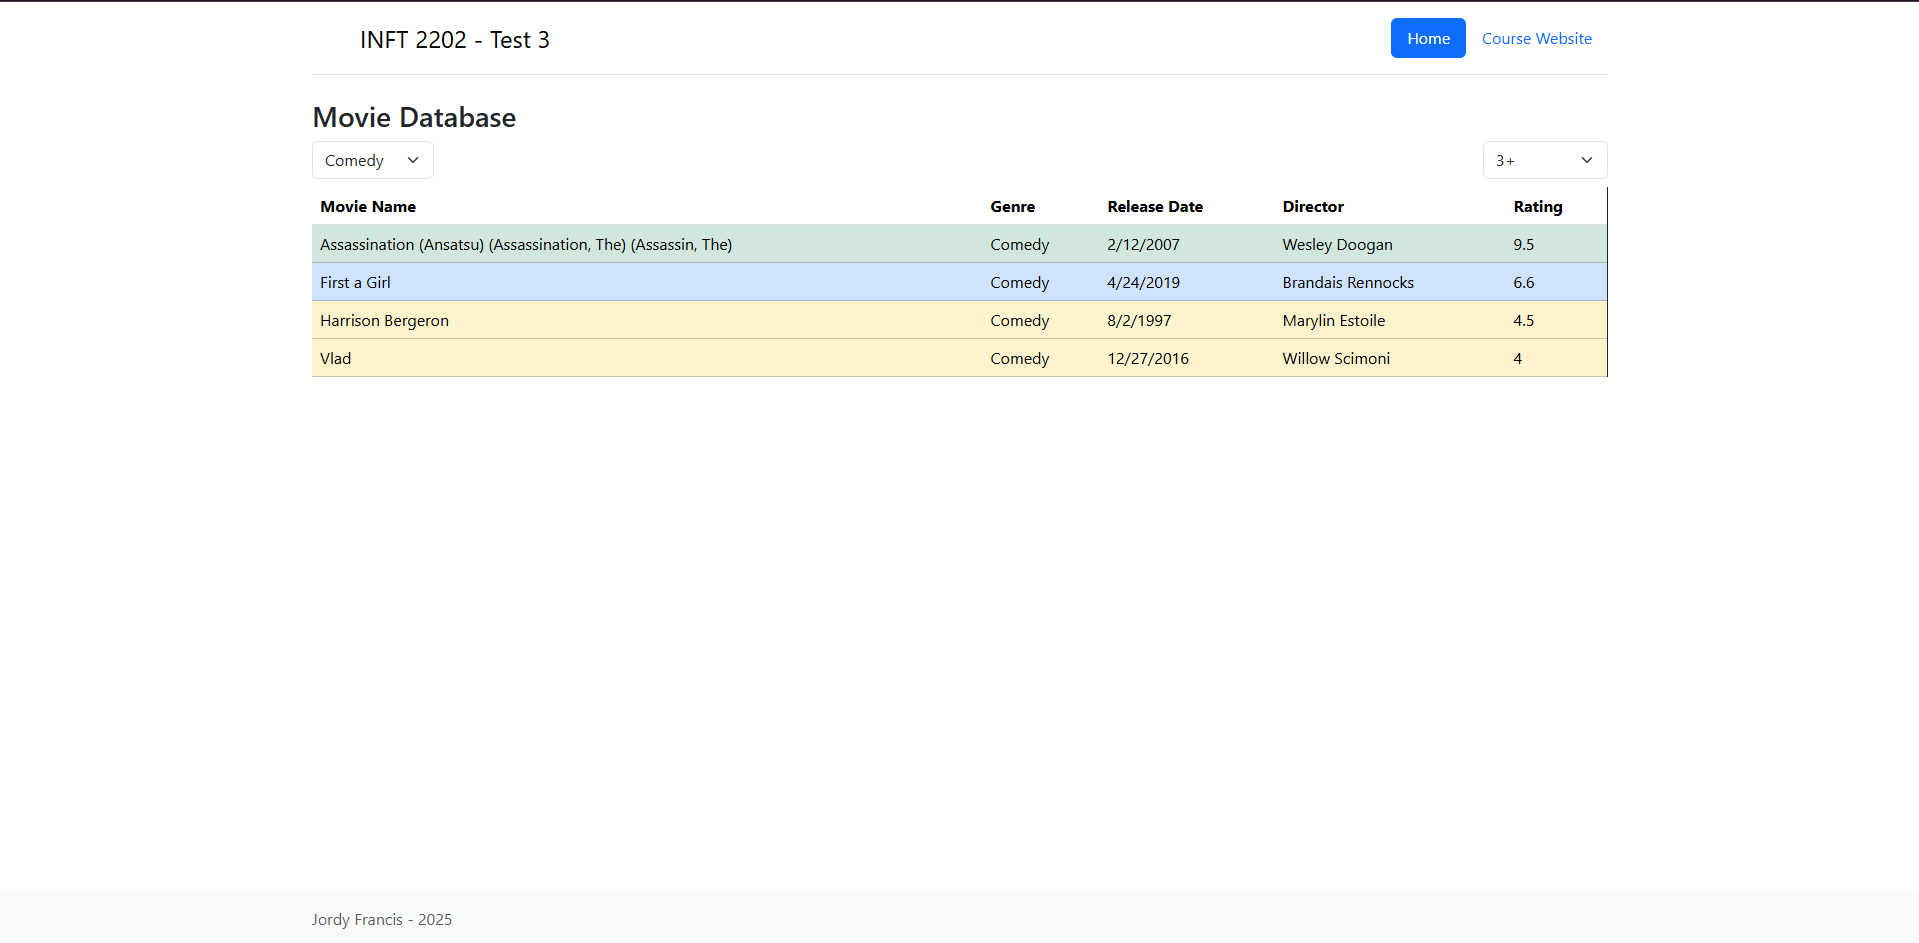 INFT 2202 - Test 3 Home Course Website
Movie Database
Comedy 3+
Movie Name Genre Release Date Director Rating
Assassination (Ansatsu) (Assassination, The) (Assassin, The) Comedy 2/12/2007 Wesley Doogan 9.5
First a Girl Comedy 4/24/2019 Brandais Rennocks 6.6
Harrison Bergeron Comedy 8/2/1997 Marylin Estoile 4.5
Vlad Comedy 12/27/2016 Willow Scimoni 4
Jordy Francis - 2025